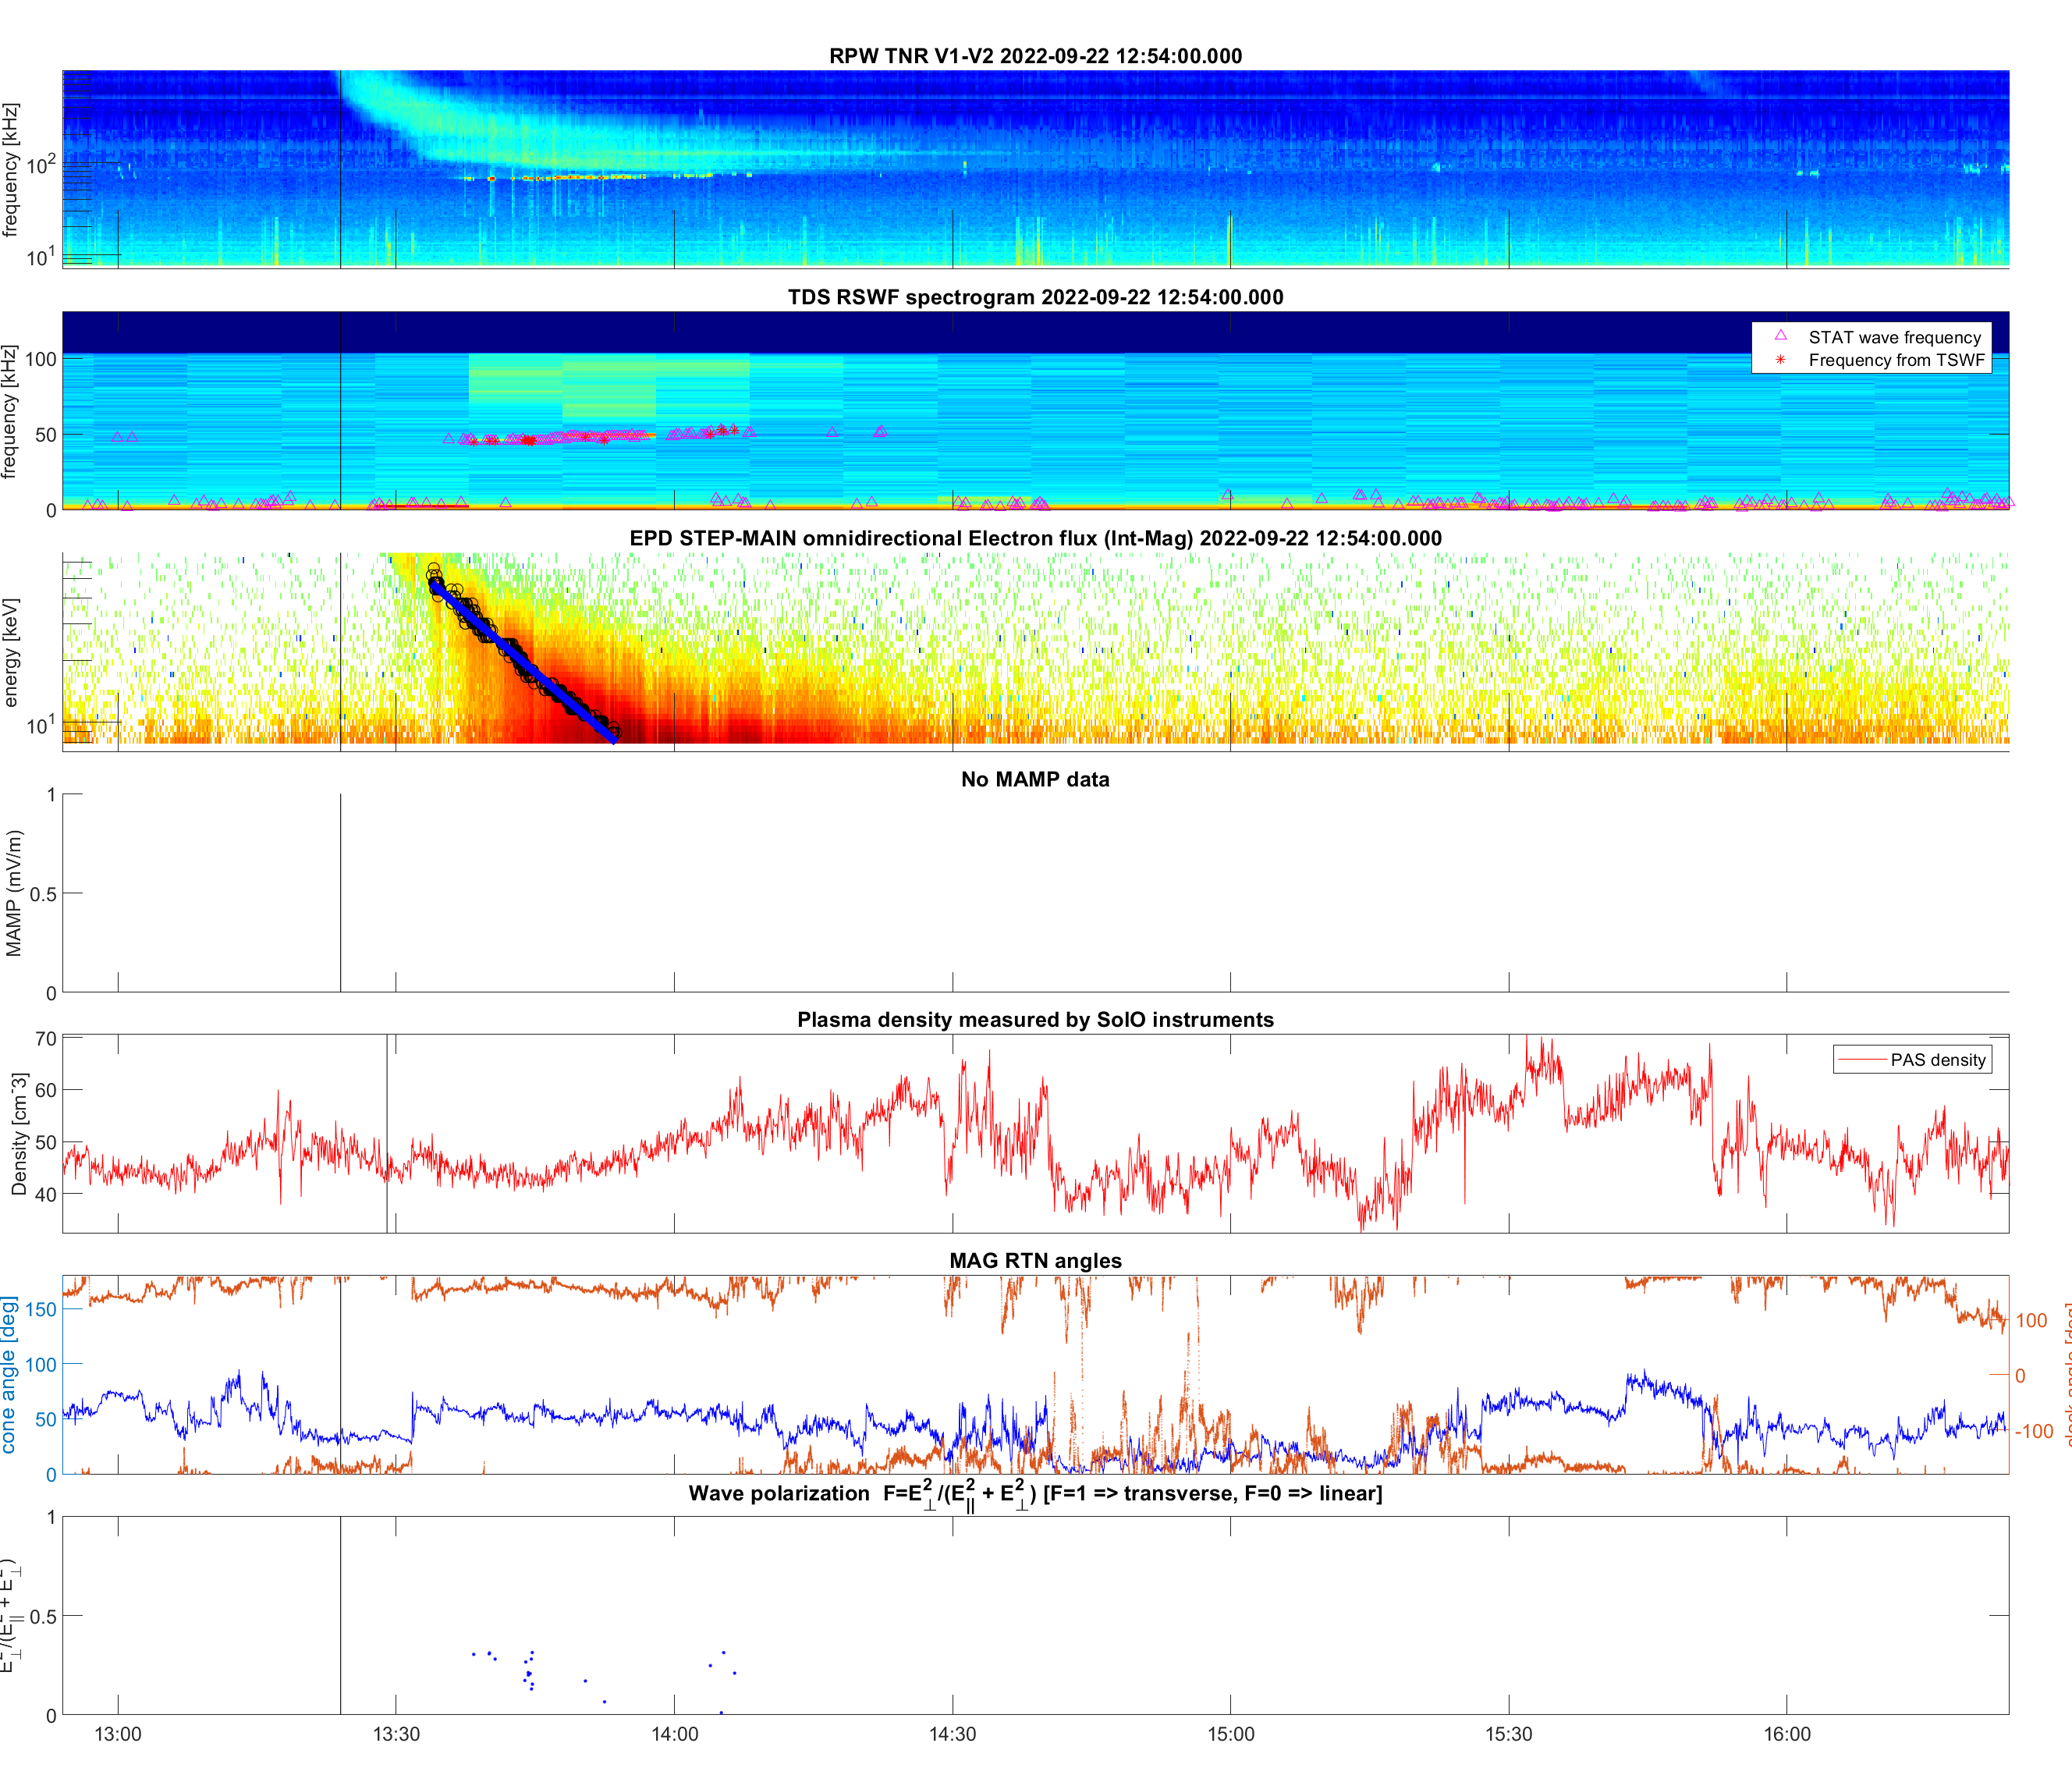 RPW TNR V1-V2 2022-09-22 12:54:00.000
frequency [kHz]
10^2
10^1
TDS RSWF spectrogram 2022-09-22 12:54:00.000
frequency [kHz]
100
50
0
STAT wave frequency
Frequency from TSWF
EPD STEP-MAIN omnidirectional Electron flux (Int-Mag) 2022-09-22 12:54:00.000
energy [keV]
10^1
No MAMP data
MAMP (mV/m)
1
0.5
0
Plasma density measured by SolO instruments
Density [cm^-3]
70
60
50
40
PAS density
MAG RTN angles
cone angle [deg]
150
100
50
0
100
0
-100
clock angle [deg]
Wave polarization F=E⊥^2/(E||^2 + E⊥^2) [F=1 => transverse, F=0 => linear]
E⊥^2/(E||^2 + E⊥^2)
1
0.5
0
13:00
13:30
14:00
14:30
15:00
15:30
16:00